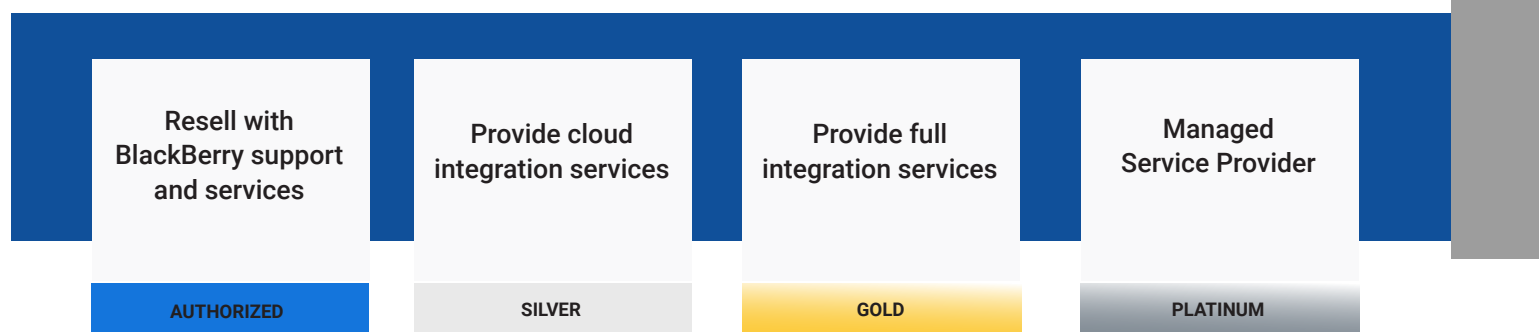 Resell with
BlackBerry support
and services
AUTHORIZED
Provide cloud
integration services
SILVER
Provide full
integration services
GOLD
Managed
Service Provider
PLATINUM